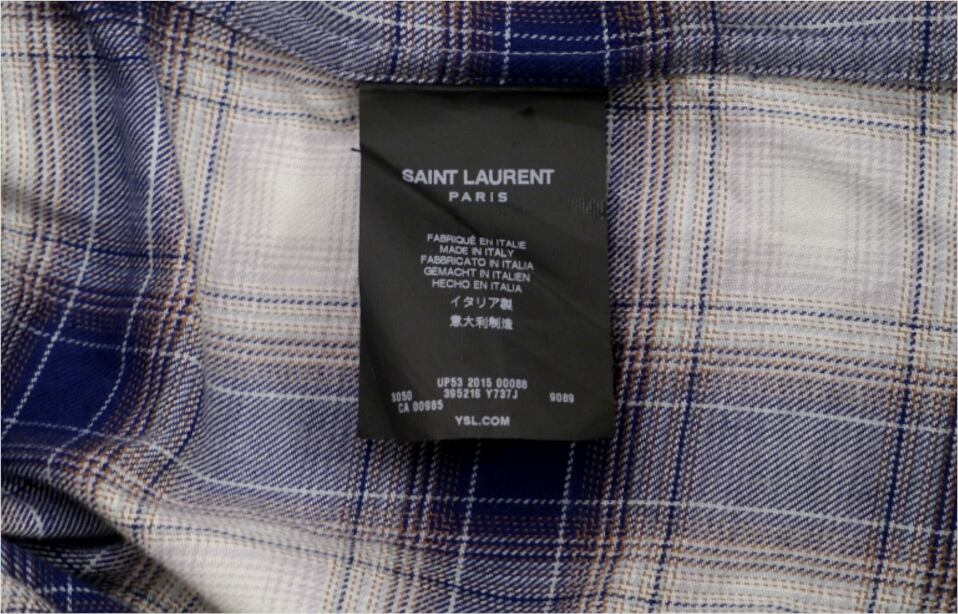 SAINT LAURENT
PARIS
FABRIQUÉ EN ITALIE
MADE IN ITALY
FABBRICATO IN ITALIA
GEMACHT IN ITALIEN
HECHO EN ITALIA
イタリア製
意大利制造
UP53 2015 00088
9050 395216 Y737J 9089
CA 00985
YSL.COM